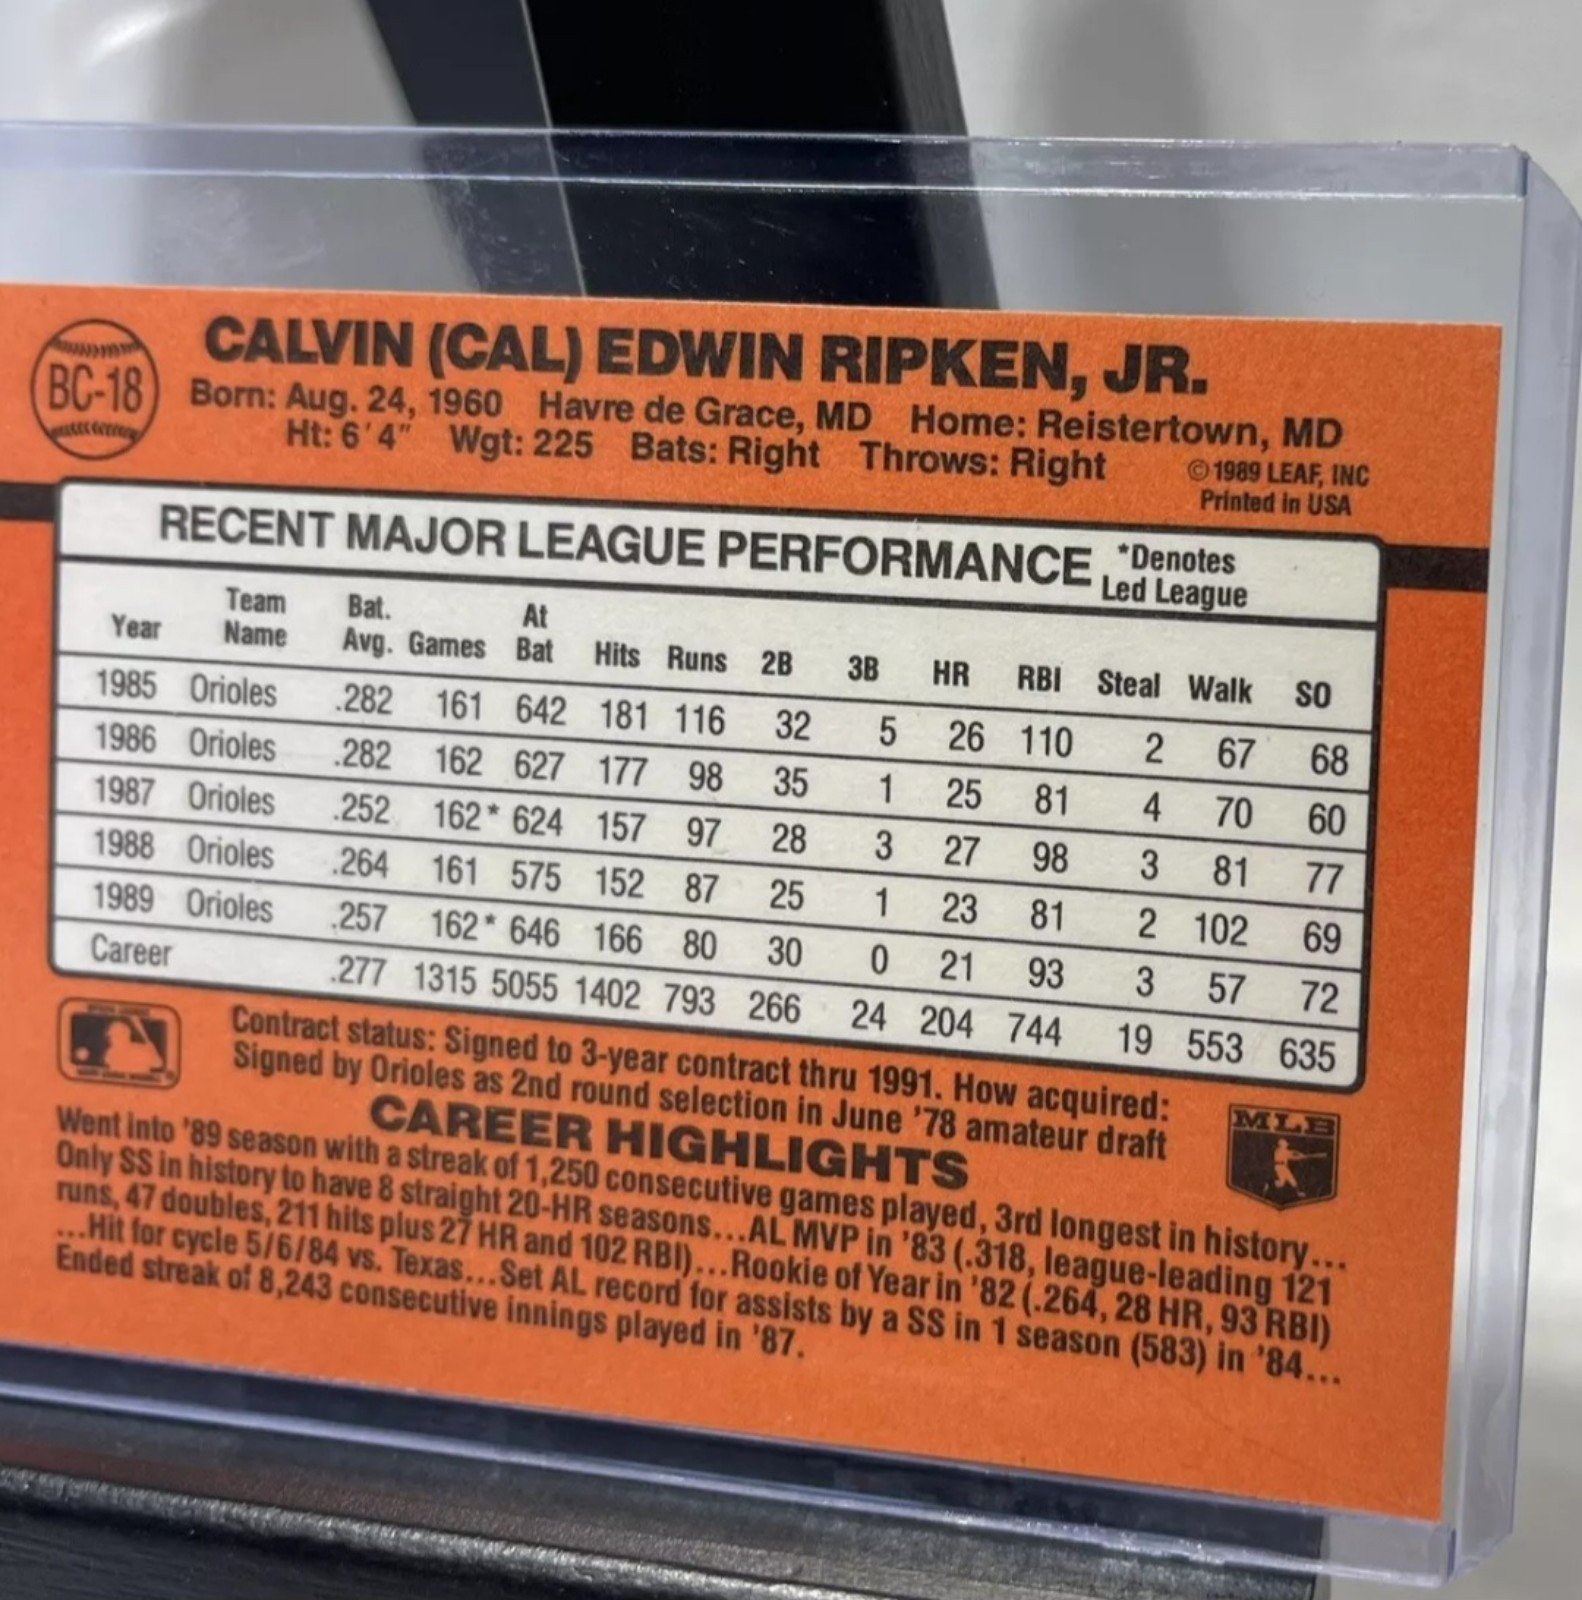 BC-18
CALVIN (CAL) EDWIN RIPKEN, JR.
Born: Aug. 24, 1960 Havre de Grace, MD Home: Reistertown, MD
Ht: 6'4" Wgt: 225 Bats: Right Throws: Right
©1989 LEAF, INC
Printed in USA
RECENT MAJOR LEAGUE PERFORMANCE *Denotes
Led League
Year Team Name Bat. Avg. Games At Bat Hits Runs 2B 3B HR RBI Steal Walk SO
1985 Orioles .282 161 642 181 116 32 5 26 110 2 67 68
1986 Orioles .282 162 627 177 98 35 1 25 81 4 70 60
1987 Orioles .252 162* 624 157 97 28 3 27 98 3 81 77
1988 Orioles .264 161 575 152 87 25 1 23 81 2 102 69
1989 Orioles .257 162* 646 166 80 30 0 21 93 3 57 72
Career .277 1315 5055 1402 793 266 24 204 744 19 553 635
Contract status: Signed to 3-year contract thru 1991. How acquired:
Signed by Orioles as 2nd round selection in June '78 amateur draft
MLB
CAREER HIGHLIGHTS
Went into '89 season with a streak of 1,250 consecutive games played, 3rd longest in history...
Only SS in history to have 8 straight 20-HR seasons...AL MVP in '83 (.318, league-leading 121
runs, 47 doubles, 211 hits plus 27 HR and 102 RBI)...Rookie of Year in '82 (.264, 28 HR, 93 RBI)
...Hit for cycle 5/6/84 vs. Texas...Set AL record for assists by a SS in 1 season (583) in '84...
Ended streak of 8,243 consecutive innings played in '87.